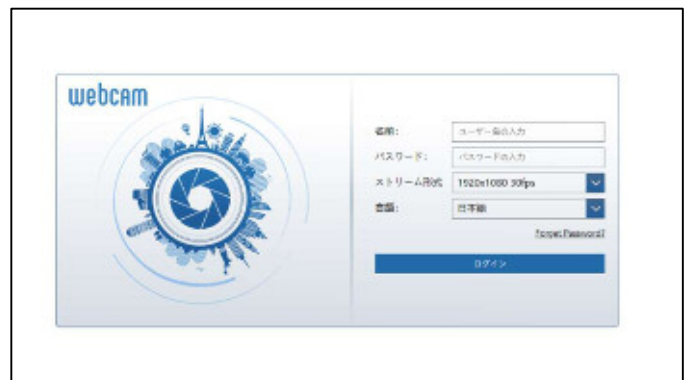 webcam
名前: ユーザー名の入力
パスワード: パスワードの入力
ストリーム形式 1920x1080 30fps
言語: 日本語
Forget Password?
ログイン